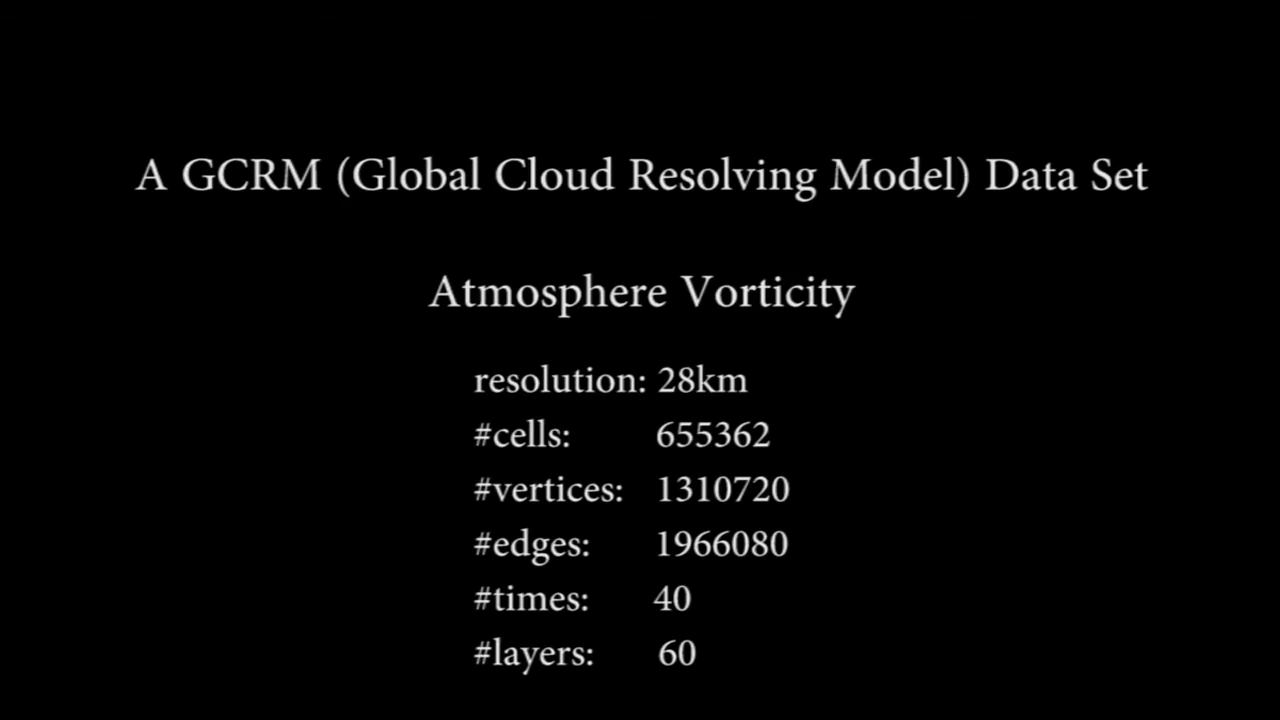 A GCRM (Global Cloud Resolving Model) Data Set
Atmosphere Vorticity
resolution: 28km
#cells: 655362
#vertices: 1310720
#edges: 1966080
#times: 40
#layers: 60